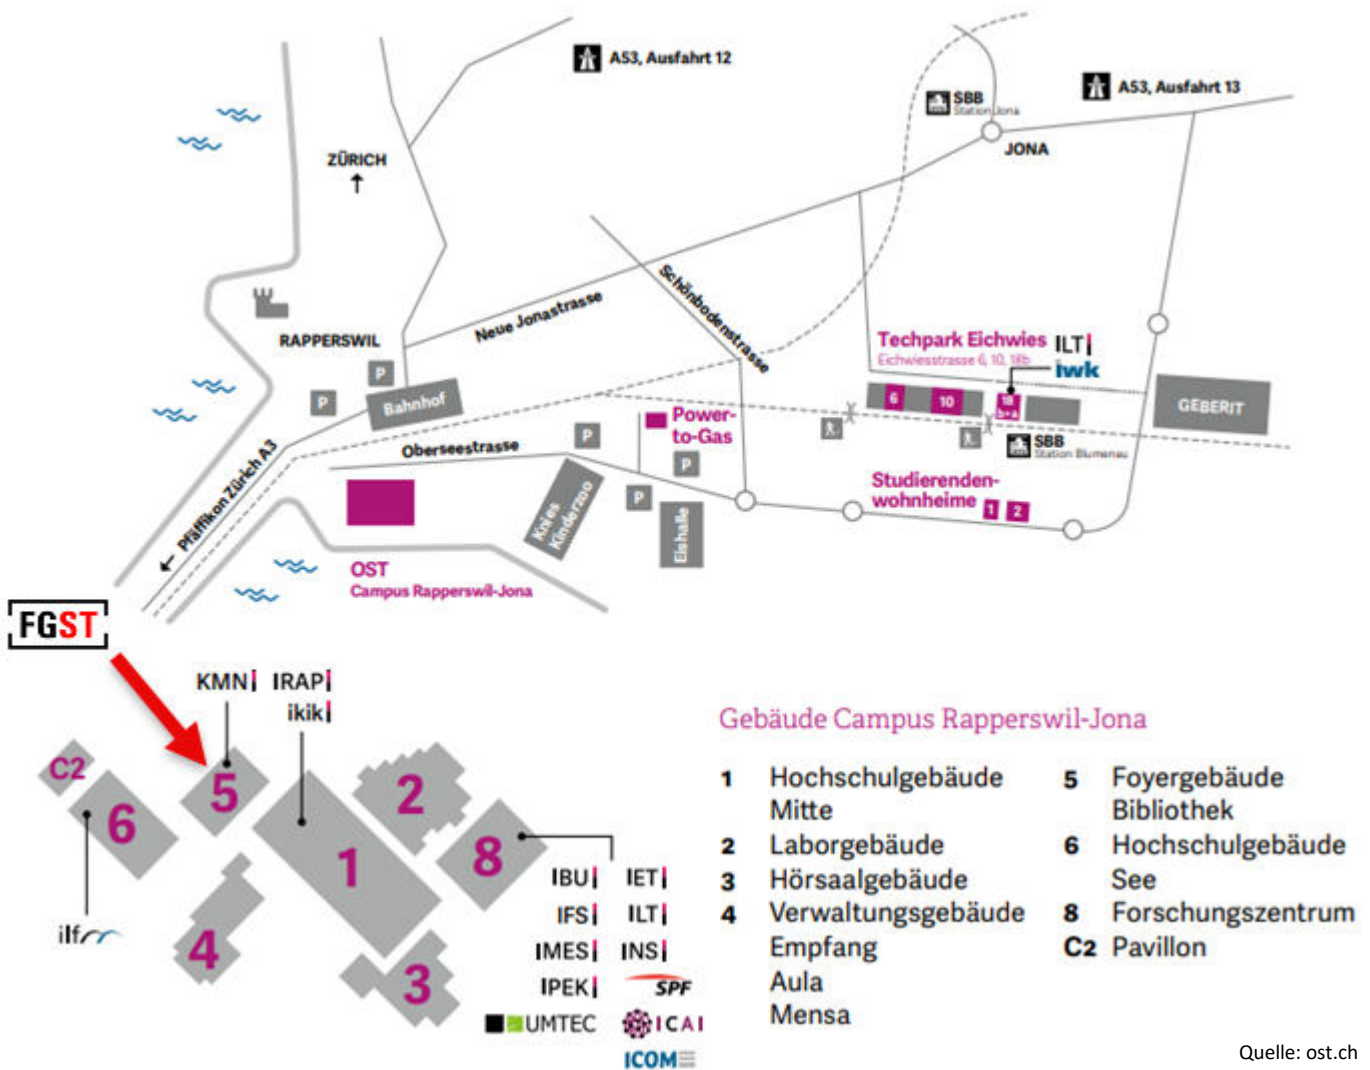 A53, Ausfahrt 12
A53, Ausfahrt 13
SBB
Station Jona
JONA
ZÜRICH
Schönbodenstrasse
Neue Jonastrasse
RAPPERSWIL
Techpark Eichwies
Eichwiesstrasse 6, 10, 18b
ILT
iwk
P
P
Bahnhof
6
10
18
b+a
GEBERIT
Power-
to-Gas
P
Oberseestrasse
SBB
Station Blumenau
P
P
Pfäffikon Zürich A3
Knies
Kinderzoo
Eishalle
Studierenden-
wohnheime
1
2
OST
Campus Rapperswil-Jona
FGST
KMN
IRAP
ikik
C2
6
5
2
1
8
4
3
ilf
IBU
IET
IFS
ILT
IMES
INS
IPEK
SPF
UMTEC
ICAI
ICOM
Gebäude Campus Rapperswil-Jona
1 Hochschulgebäude
Mitte
2 Laborgebäude
3 Hörsaalgebäude
4 Verwaltungsgebäude
Empfang
Aula
Mensa
5 Foyergebäude
Bibliothek
6 Hochschulgebäude
See
8 Forschungszentrum
C2 Pavillon
Quelle: ost.ch